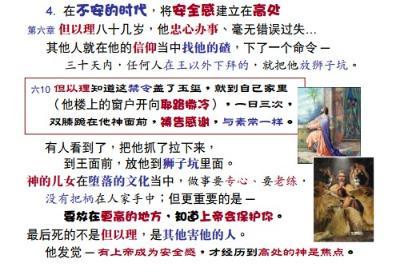 4. 在不安的时代，将安全感建立在高处
第六章 但以理八十几岁，他忠心办事、毫无错误过失…
其他人就在他的信仰当中找他的碴，下了一个命令 —
三十天内，任何人在王以外下拜的，就把他放狮子坑。
六10 但以理知道这禁令盖了玉玺，就到自己家里
（他楼上的窗户开向耶路撒冷），一日三次，
双膝跪在他神面前，祷告感谢，与素常一样。
有人看到了，把他抓了拉下来，
到王面前，放他到狮子坑里面。
神的儿女在堕落的文化当中，做事要专心、要老练，
没有把柄在人家手中；但更重要的是 —
要放在更高的地方，知道上帝会保护你。
最后死的不是但以理，是其他害他的人。
他发觉 — 有上帝成为安全感，才经历到高处的神是焦点。